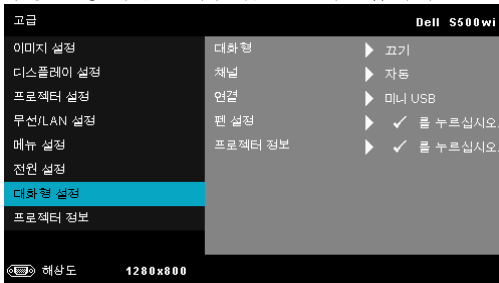 고급 Dell S500wi
이미지 설정 대화형 끄기
디스플레이 설정 채널 자동
프로젝터 설정 연결 미니 USB
무선/LAN 설정 펜 설정 ✓ 를 누르십시오.
메뉴 설정 프로젝터 정보 ✓ 를 누르십시오.
전원 설정
대화형 설정
프로젝터 정보
해상도 1280x800